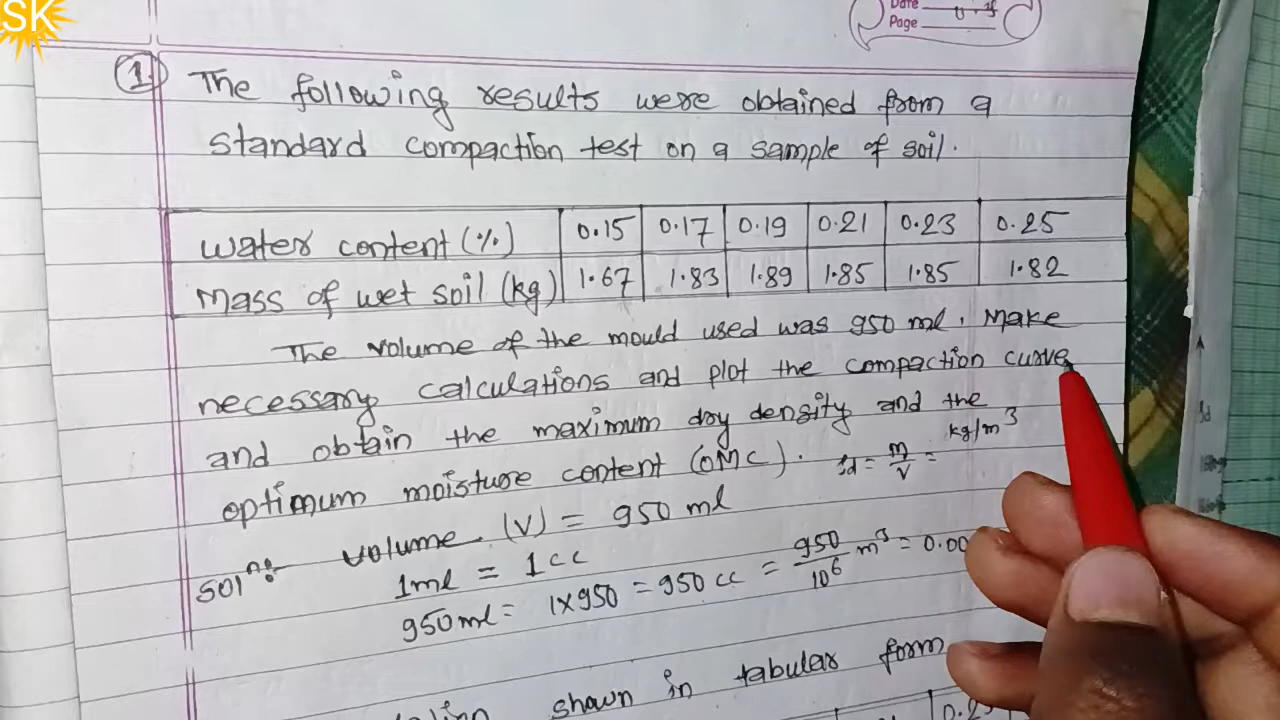 SK
Date
Page
1. The following results were obtained from a
standard compaction test on a sample of soil.
Water content (%) 0.15 0.17 0.19 0.21 0.23 0.25
Mass of wet soil (kg) 1.67 1.83 1.89 1.85 1.85 1.82
The volume of the mould used was 950 ml. Make
necessary calculations and plot the compaction curve
and obtain the maximum dry density and the
optimum moisture content (OMC). ρd = m/v = kg/m³
Solⁿ: Volume (V) = 950 ml
1ml = 1cc
950ml = 1×950 = 950 cc = 950/10⁶ m³ = 0.00
shown in tabular form